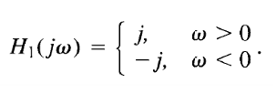 H₁(jω) = { j, ω > 0
−j, ω < 0 .